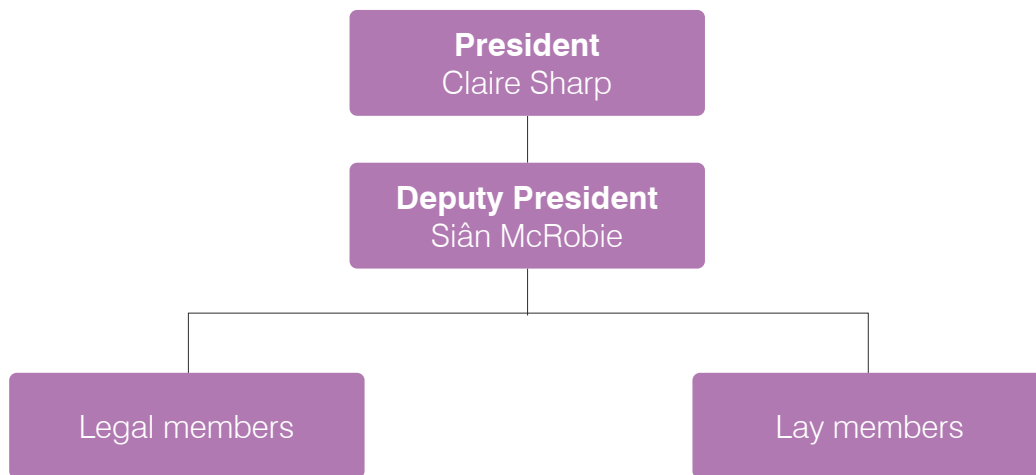 President
Claire Sharp
Deputy President
Siân McRobie
Legal members
Lay members